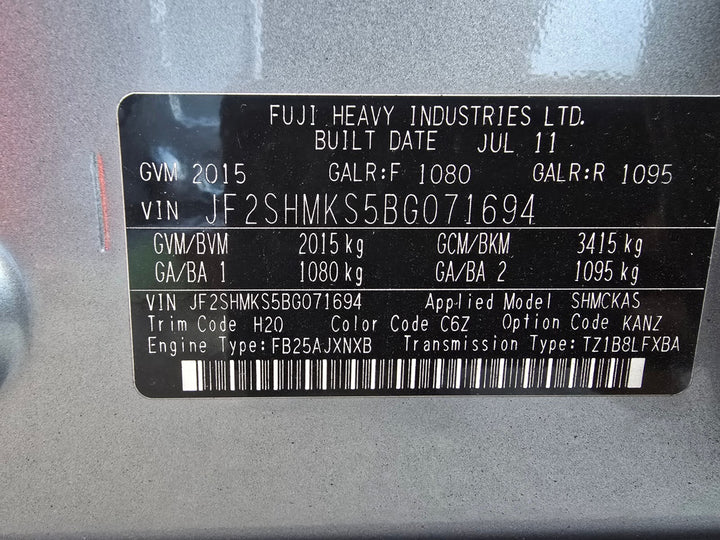 FUJI HEAVY INDUSTRIES LTD.
BUILT DATE JUL 11
GVM 2015 GALR:F 1080 GALR:R 1095
VIN JF2SHMKS5BG071694
GVM/BVM 2015 kg GCM/BKM 3415 kg
GA/BA 1 1080 kg GA/BA 2 1095 kg
VIN JF2SHMKS5BG071694 Applied Model SHMCKAS
Trim Code H20 Color Code C6Z Option Code KANZ
Engine Type:FB25AJXNXB Transmission Type:TZ1B8LFXBA